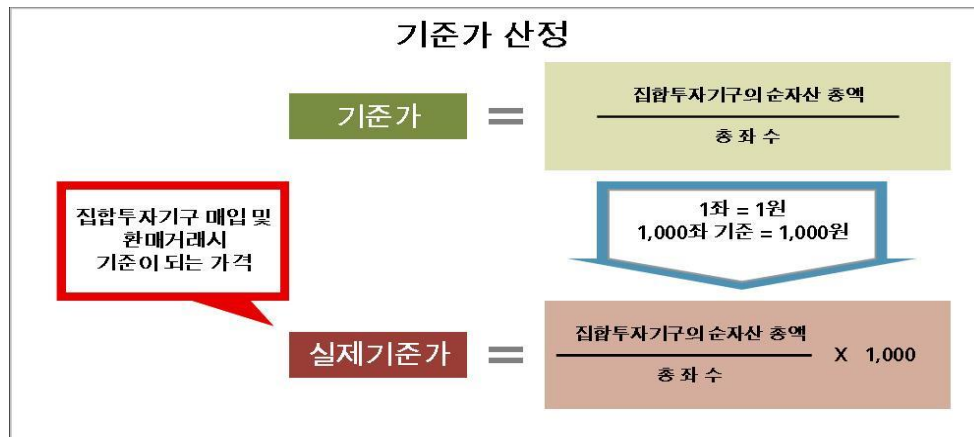 기준가 산정
기준가
=
집합투자기구의 순자산 총액
총 좌 수
집합투자기구 매입 및
환매거래시
기준이 되는 가격
1좌 = 1원
1,000좌 기준 = 1,000원
실제기준가
=
집합투자기구의 순자산 총액
총 좌 수
X 1,000